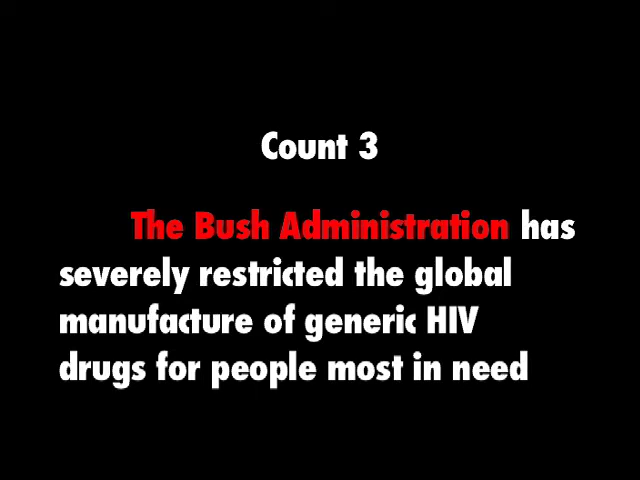 Count 3
The Bush Administration has
severely restricted the global
manufacture of generic HIV
drugs for people most in need